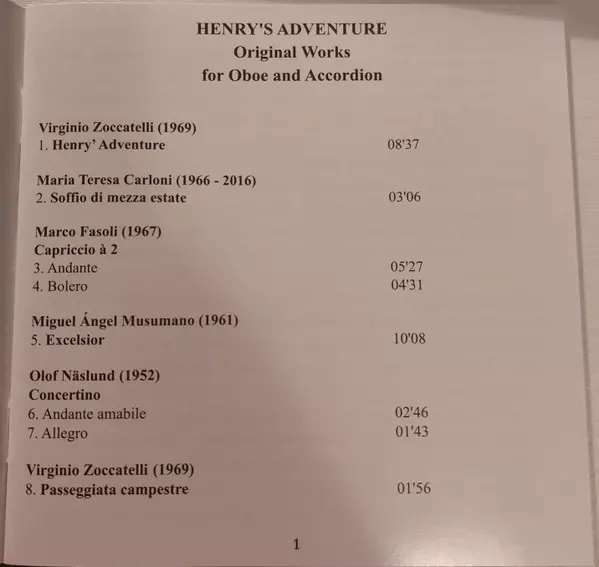 HENRY'S ADVENTURE
Original Works
for Oboe and Accordion
Virginio Zoccatelli (1969)
1. Henry' Adventure 08'37
Maria Teresa Carloni (1966 - 2016)
2. Soffio di mezza estate 03'06
Marco Fasoli (1967)
Capriccio à 2
3. Andante 05'27
4. Bolero 04'31
Miguel Ángel Musumano (1961)
5. Excelsior 10'08
Olof Näslund (1952)
Concertino
6. Andante amabile 02'46
7. Allegro 01'43
Virginio Zoccatelli (1969)
8. Passeggiata campestre 01'56
1